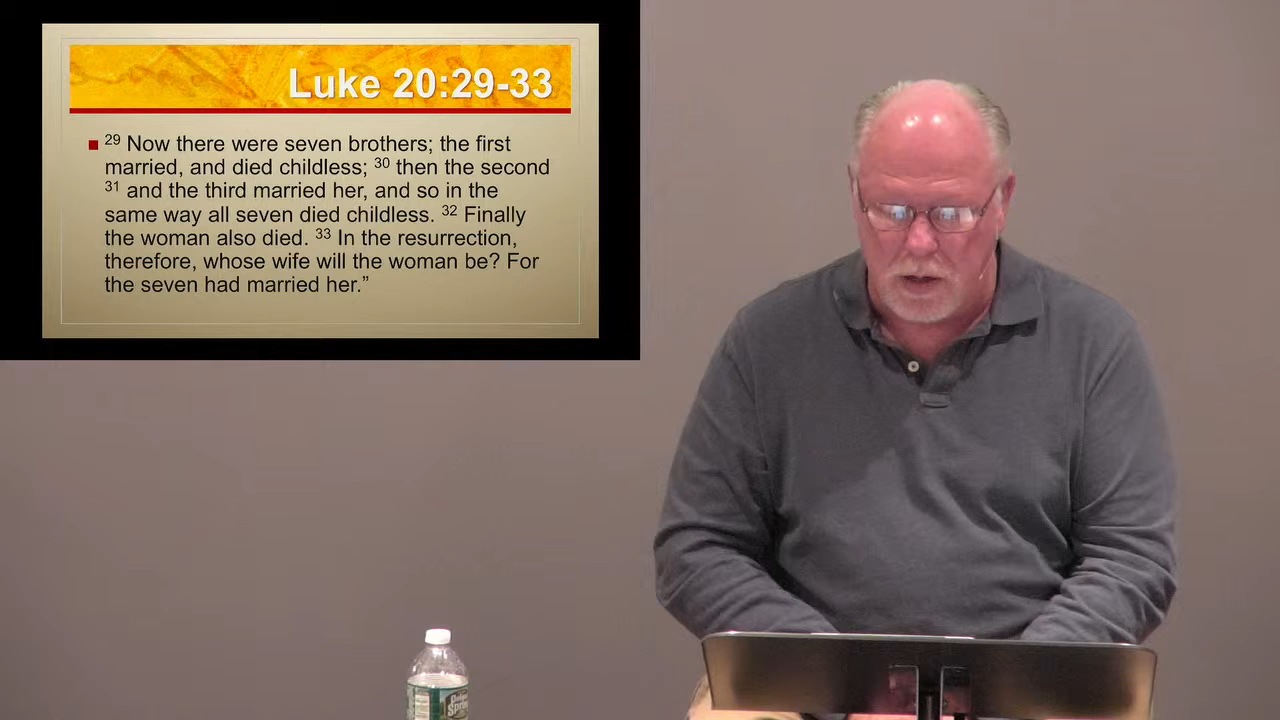 Luke 20:29-33
29 Now there were seven brothers; the first
married, and died childless; 30 then the second
31 and the third married her, and so in the
same way all seven died childless. 32 Finally
the woman also died. 33 In the resurrection,
therefore, whose wife will the woman be? For
the seven had married her.”
Poland
Spring